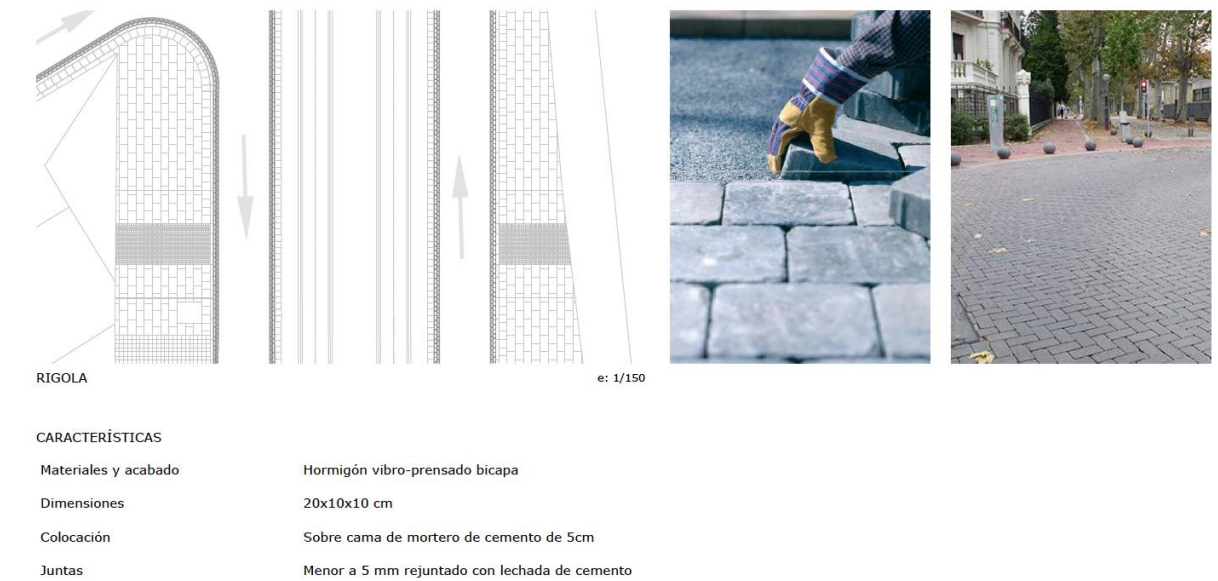 RIGOLA
e: 1/150
CARACTERÍSTICAS
Materiales y acabado Hormigón vibro-prensado bicapa
Dimensiones 20x10x10 cm
Colocación Sobre cama de mortero de cemento de 5cm
Juntas Menor a 5 mm rejuntado con lechada de cemento